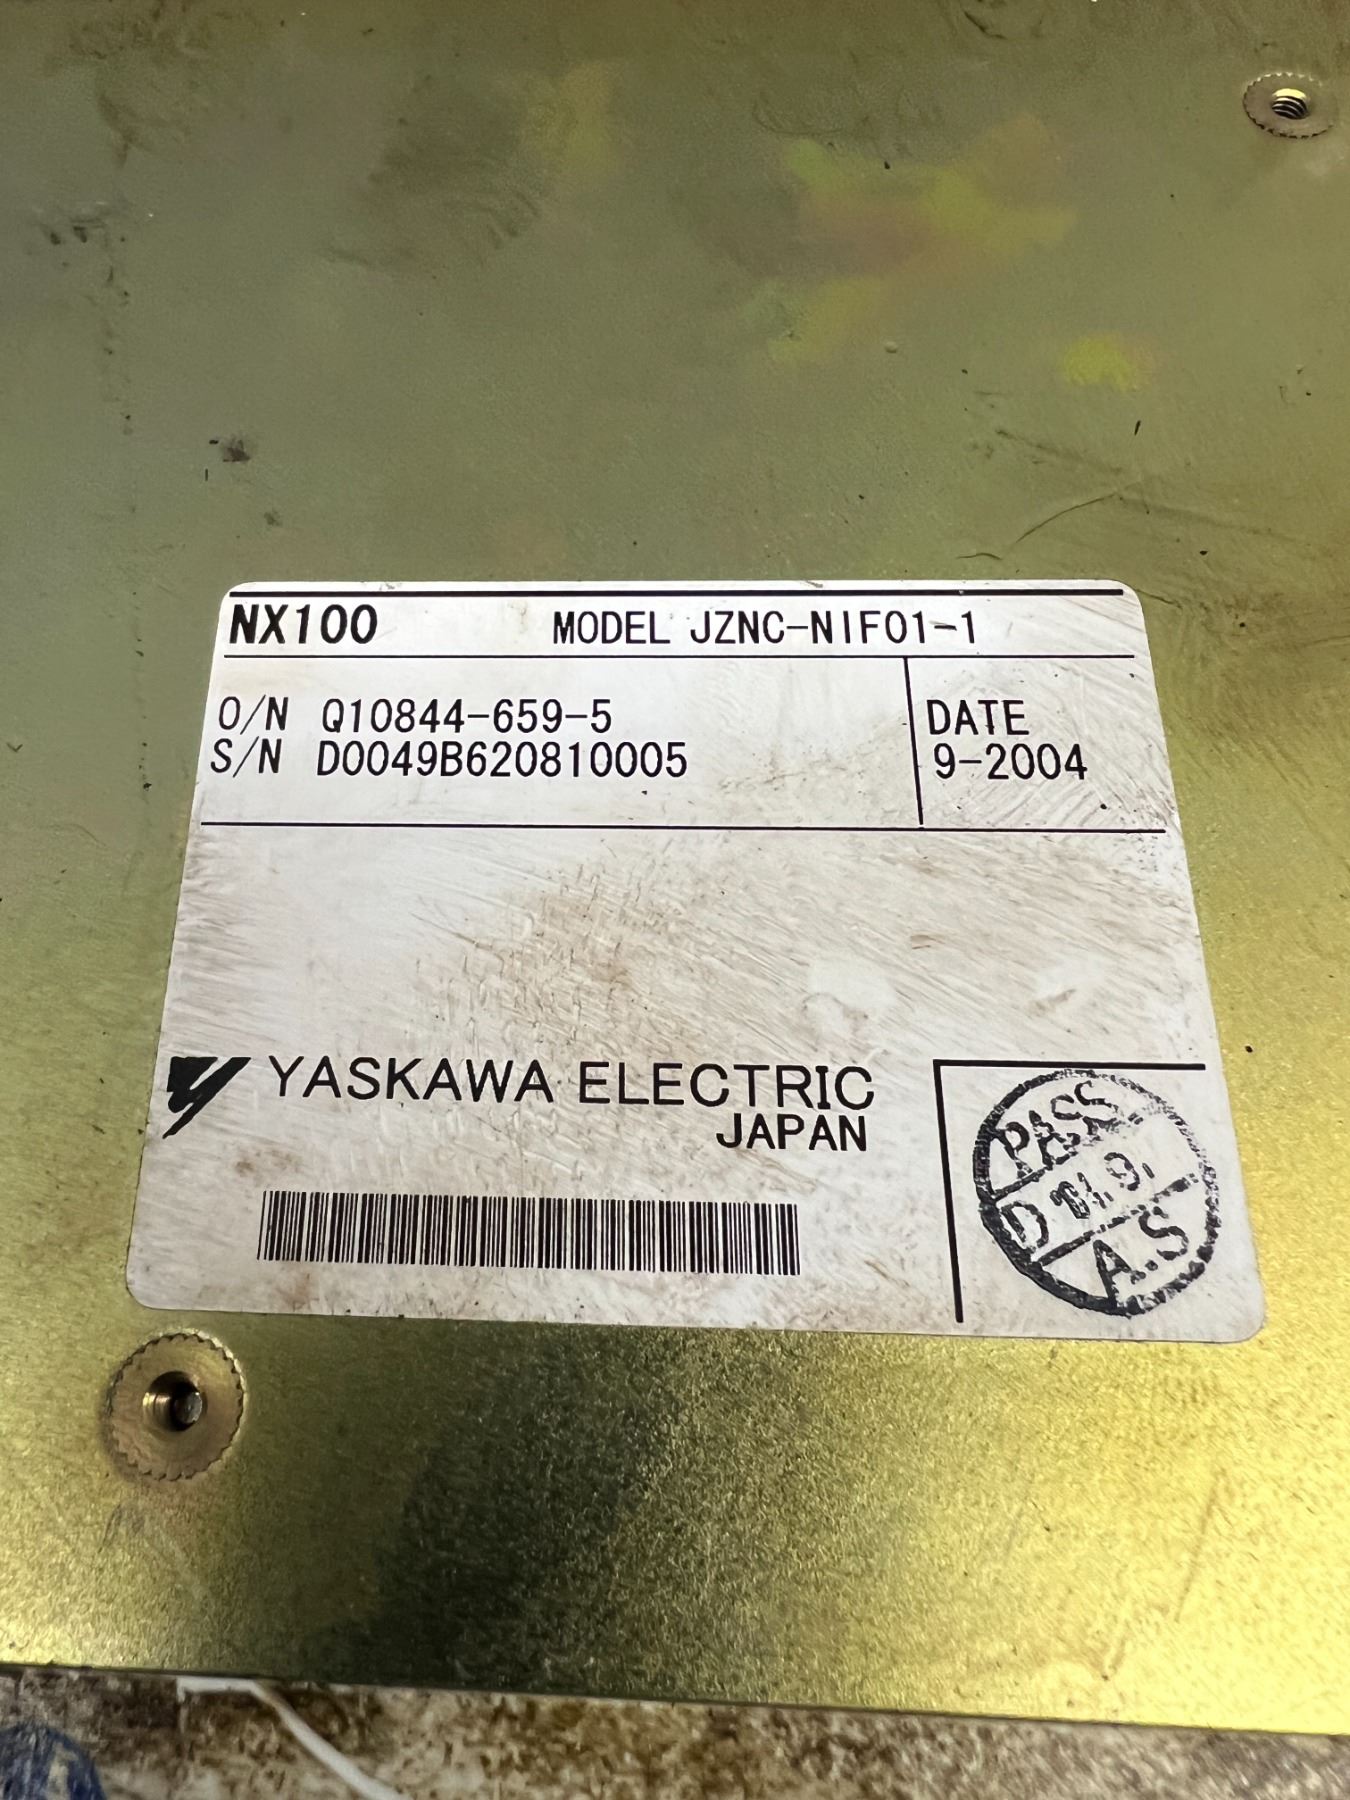 NX100 MODEL JZNC-NIF01-1
O/N Q10844-659-5 DATE
S/N D0049B620810005 9-2004
YASKAWA ELECTRIC
JAPAN
PASS
D
A.S